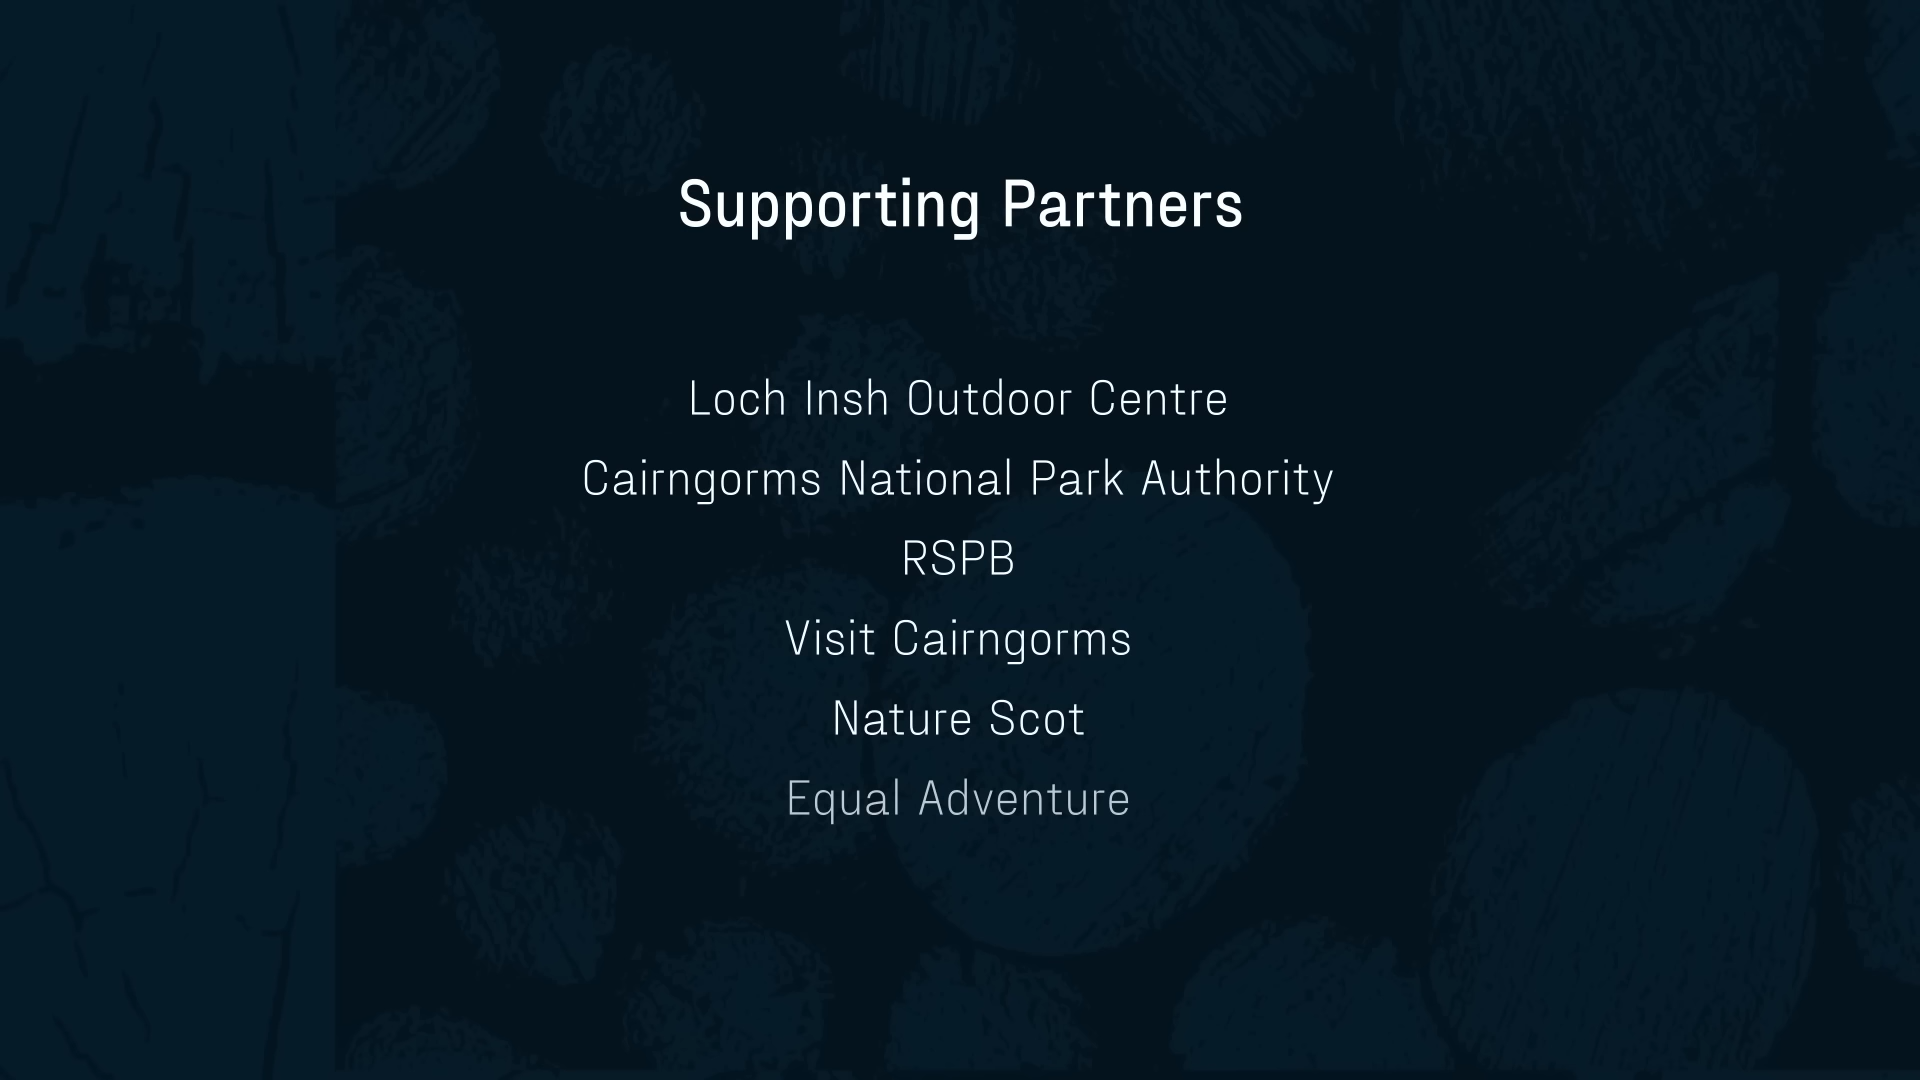 Supporting Partners
Loch Insh Outdoor Centre
Cairngorms National Park Authority
RSPB
Visit Cairngorms
Nature Scot
Equal Adventure